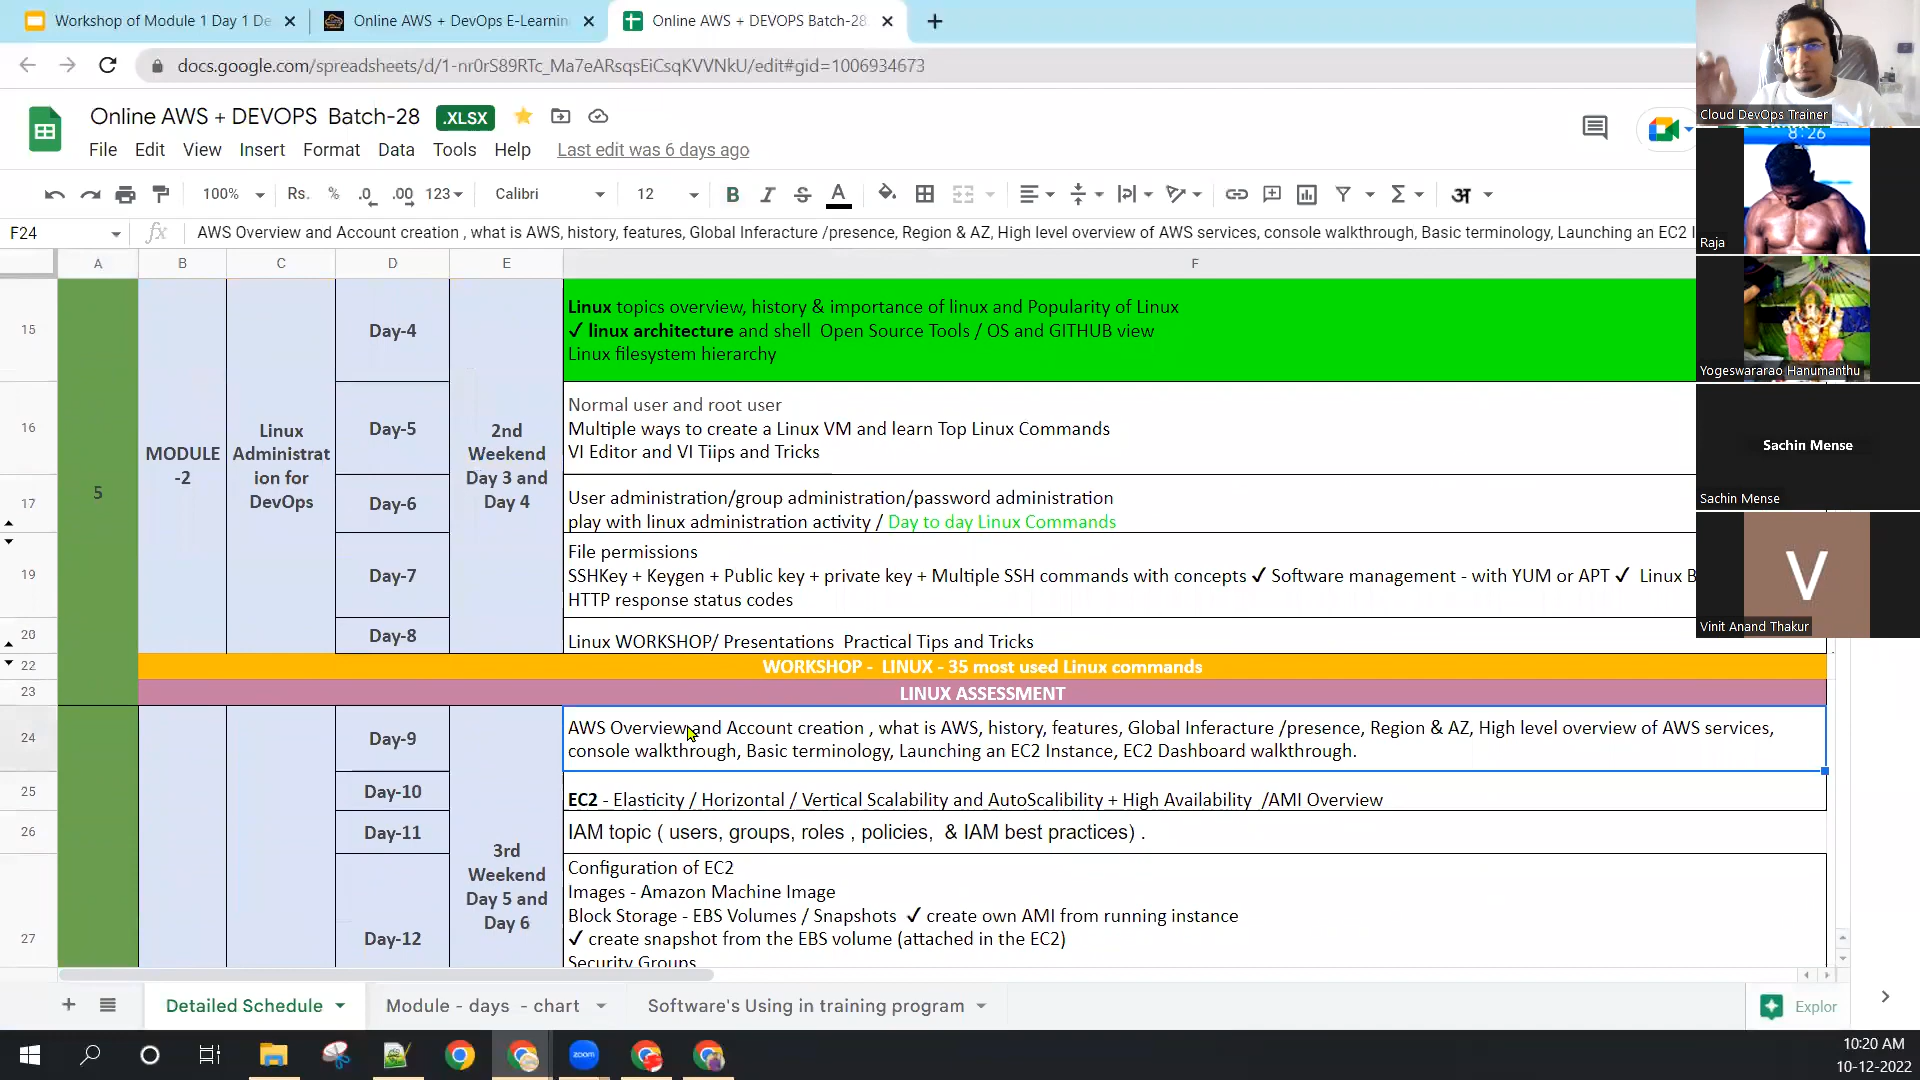 Workshop of Module 1 Day 1 De
Online AWS + DevOps E-Learnin
Online AWS + DEVOPS Batch-28
docs.google.com/spreadsheets/d/1-nr0rS89RTc_Ma7eARsqsEiCsqKVVNkU/edit#gid=1006934673
Online AWS + DEVOPS Batch-28
.XLSX
File Edit View Insert Format Data Tools Help Last edit was 6 days ago
100% Rs. % .0 .00 123 Calibri 12 B I S A अ
F24
fx
AWS Overview and Account creation , what is AWS, history, features, Global Inferacture /presence, Region & AZ, High level overview of AWS services, console walkthrough, Basic terminology, Launching an EC2 I
A B C D E F
15
Day-4
Linux topics overview, history & importance of linux and Popularity of Linux
✓ linux architecture and shell Open Source Tools / OS and GITHUB view
Linux filesystem hierarchy
16
Day-5
Normal user and root user
Multiple ways to create a Linux VM and learn Top Linux Commands
VI Editor and VI Tiips and Tricks
5
MODULE
-2
Linux
Administrat
ion for
DevOps
2nd
Weekend
Day 3 and
Day 4
17
Day-6
User administration/group administration/password administration
play with linux administration activity / Day to day Linux Commands
19
Day-7
File permissions
SSHKey + Keygen + Public key + private key + Multiple SSH commands with concepts ✓ Software management - with YUM or APT ✓ Linux B
HTTP response status codes
20
Day-8
Linux WORKSHOP/ Presentations Practical Tips and Tricks
22
WORKSHOP - LINUX - 35 most used Linux commands
23
LINUX ASSESSMENT
24
Day-9
AWS Overview and Account creation , what is AWS, history, features, Global Inferacture /presence, Region & AZ, High level overview of AWS services,
console walkthrough, Basic terminology, Launching an EC2 Instance, EC2 Dashboard walkthrough.
25
Day-10
EC2 - Elasticity / Horizontal / Vertical Scalability and AutoScalibility + High Availability /AMI Overview
26
Day-11
IAM topic ( users, groups, roles , policies, & IAM best practices) .
3rd
Weekend
Day 5 and
Day 6
27
Day-12
Configuration of EC2
Images - Amazon Machine Image
Block Storage - EBS Volumes / Snapshots ✓ create own AMI from running instance
✓ create snapshot from the EBS volume (attached in the EC2)
Security Groups
Detailed Schedule
Module - days - chart
Software's Using in training program
Explor
Cloud DevOps Trainer
8:26
Raja
Yogeswararao Hanumanthu
Sachin Mense
Sachin Mense
V
Vinit Anand Thakur
zoom
10:20 AM
10-12-2022